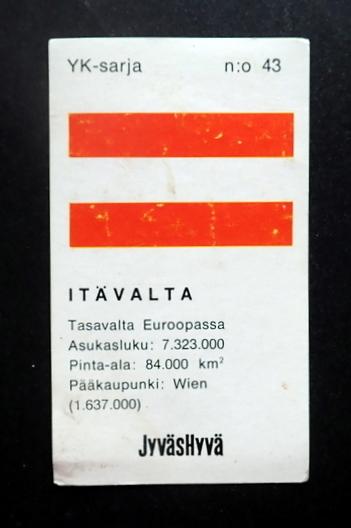 YK-sarja n:o 43
ITÄVALTA
Tasavalta Euroopassa
Asukasluku: 7.323.000
Pinta-ala: 84.000 km²
Pääkaupunki: Wien
(1.637.000)
JyväsHyvä